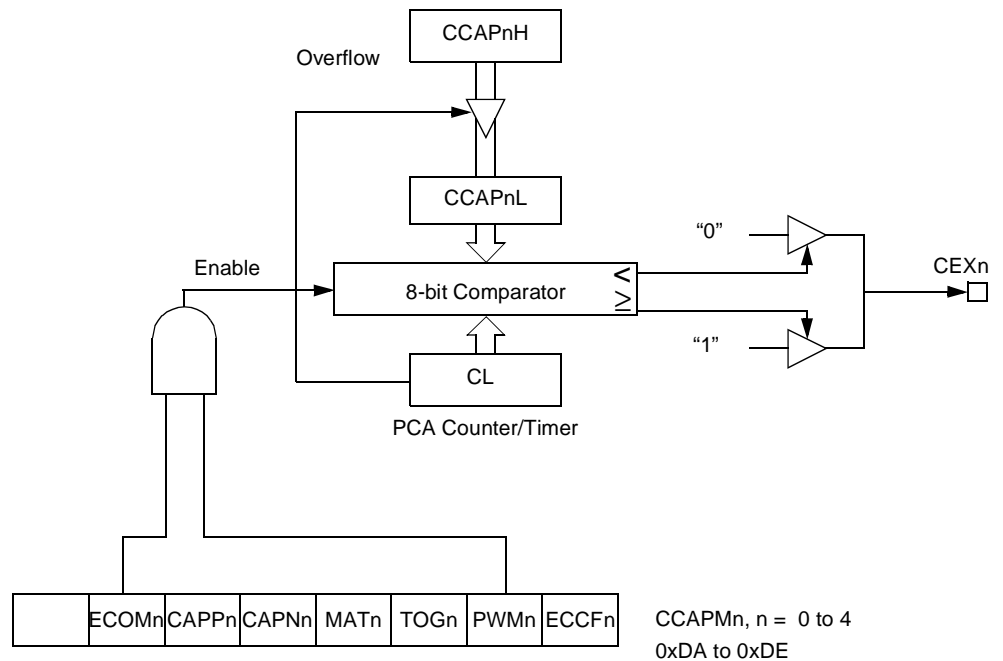 CCAPnH
Overflow
CCAPnL
“0”
Enable
<
8-bit Comparator
≥
CEXn
“1”
CL
PCA Counter/Timer
ECOMn CAPPn CAPNn MATn TOGn PWMn ECCFn
CCAPMn, n = 0 to 4
0xDA to 0xDE